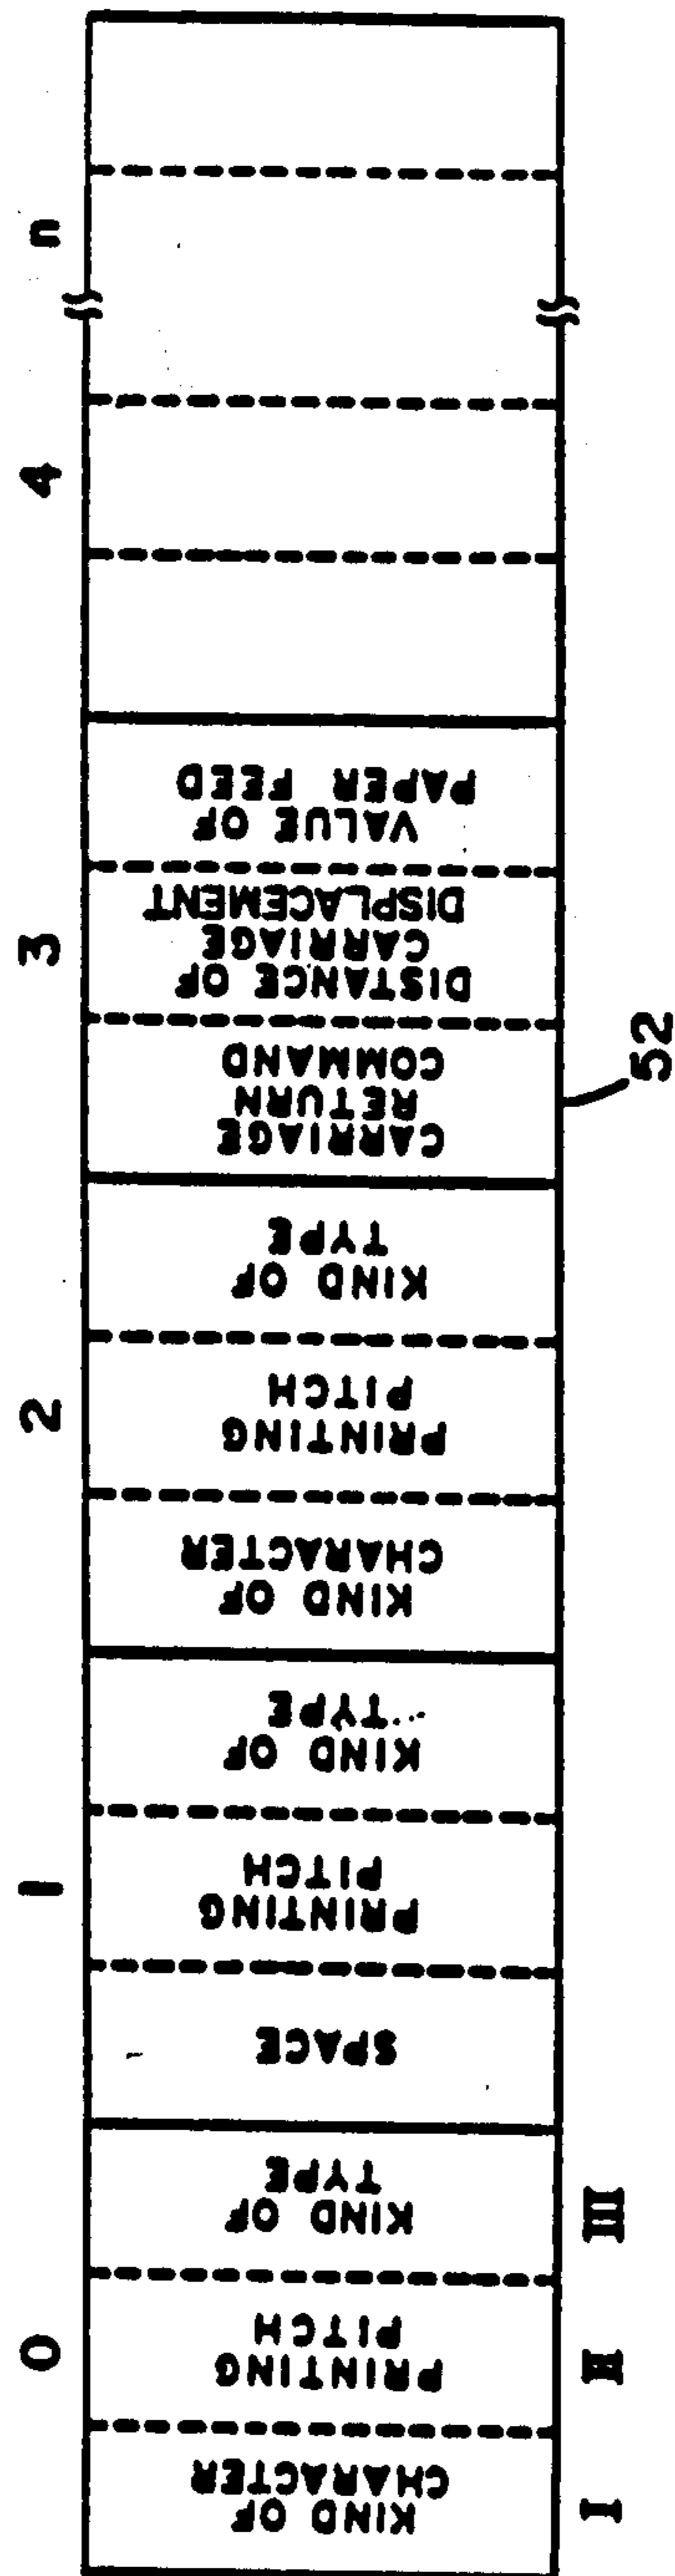 0
1
2
3
4
n
KIND OF
CHARACTER
PRINTING
PITCH
KIND OF
TYPE
SPACE
PRINTING
PITCH
KIND OF
TYPE
KIND OF
CHARACTER
PRINTING
PITCH
KIND OF
TYPE
CARRIAGE
RETURN
COMMAND
DISTANCE OF
CARRIAGE
DISPLACEMENT
VALUE OF
PAPER FEED
I
II
III
52